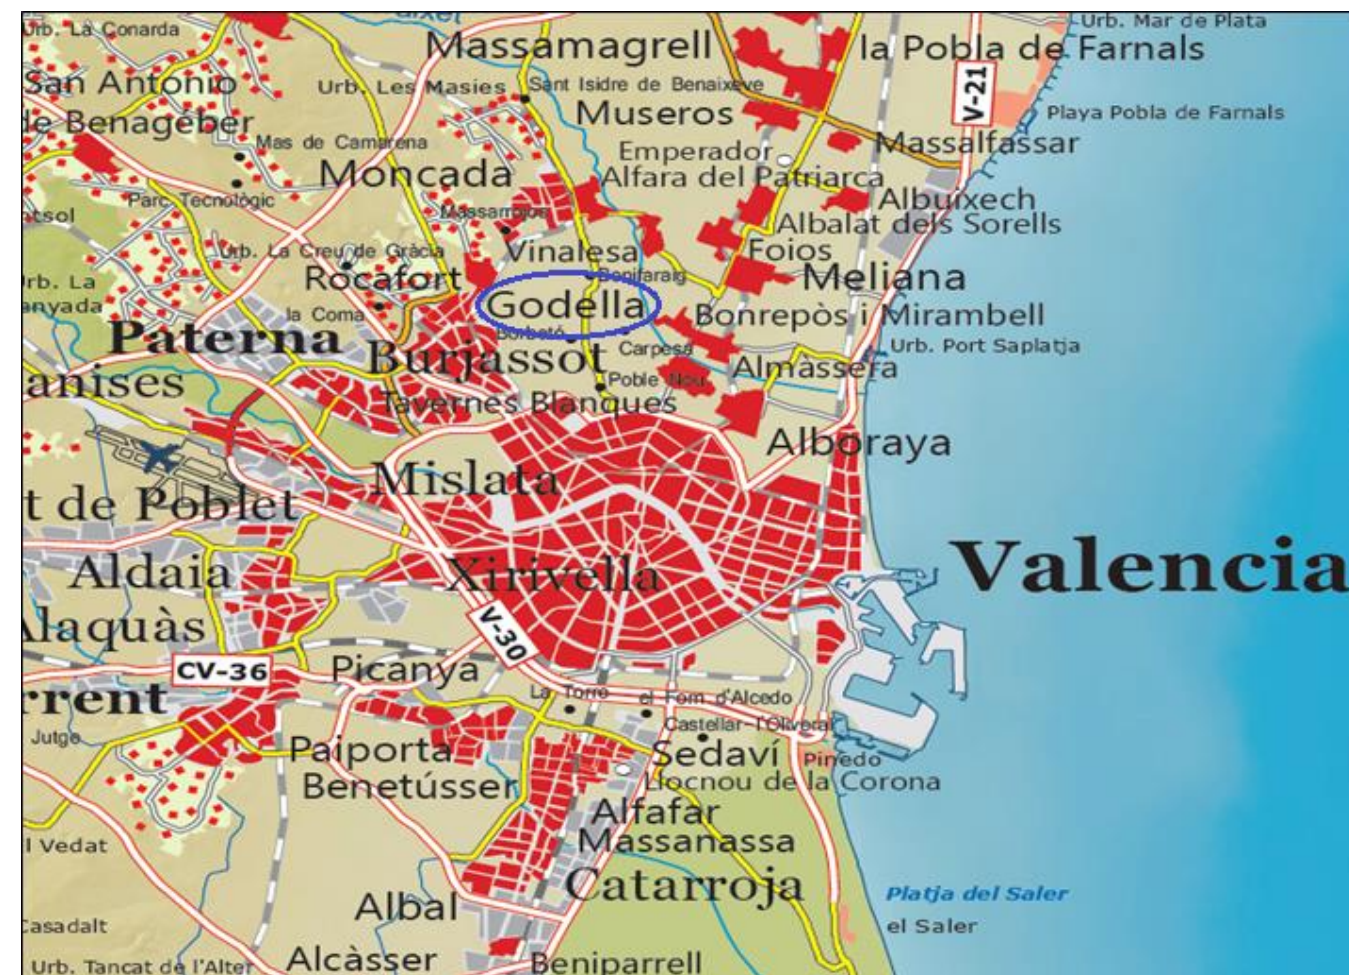 aixet
Urb. Mar de Plata
Urb. La Conarda
Massamagrell
la Pobla de Farnals
San Antonio
de Benagéber
Urb. Les Masies
Sant Isidre de Benaixeve
V-21
Museros
Playa Pobla de Farnals
Mas de Camarena
Emperador
Massalfassar
Moncada
Alfara del Patriarca
Parc Tecnològic
Massarrojos
Albuixech
tsol
Albalat dels Sorells
Urb. La Creu de Gràcia
Vinalesa
Foios
Rocafort
Benifaraig
Meliana
Urb. La
anyada
la Coma
Godella
Bonrepòs i Mirambell
Paterna
Borbotó
Burjassot
Carpesa
Urb. Port Saplatja
anises
Poble Nou
Almàssera
Tavernes Blanques
Alboraya
Mislata
t de Poblet
Aldaia
Xirivella
Valencia
Alaquàs
V-30
CV-36
Picanya
rrent
La Torre
el Forn d'Alcedo
Castellar-l'Oliveral
Jutge
Paiporta
Sedaví
Pinedo
Benetússer
Llocnou de la Corona
Alfafar
Massanassa
l Vedat
Catarroja
Platja del Saler
Albal
el Saler
Casadalt
Alcàsser
Beniparrell
Urb. Tancat de l'Alter